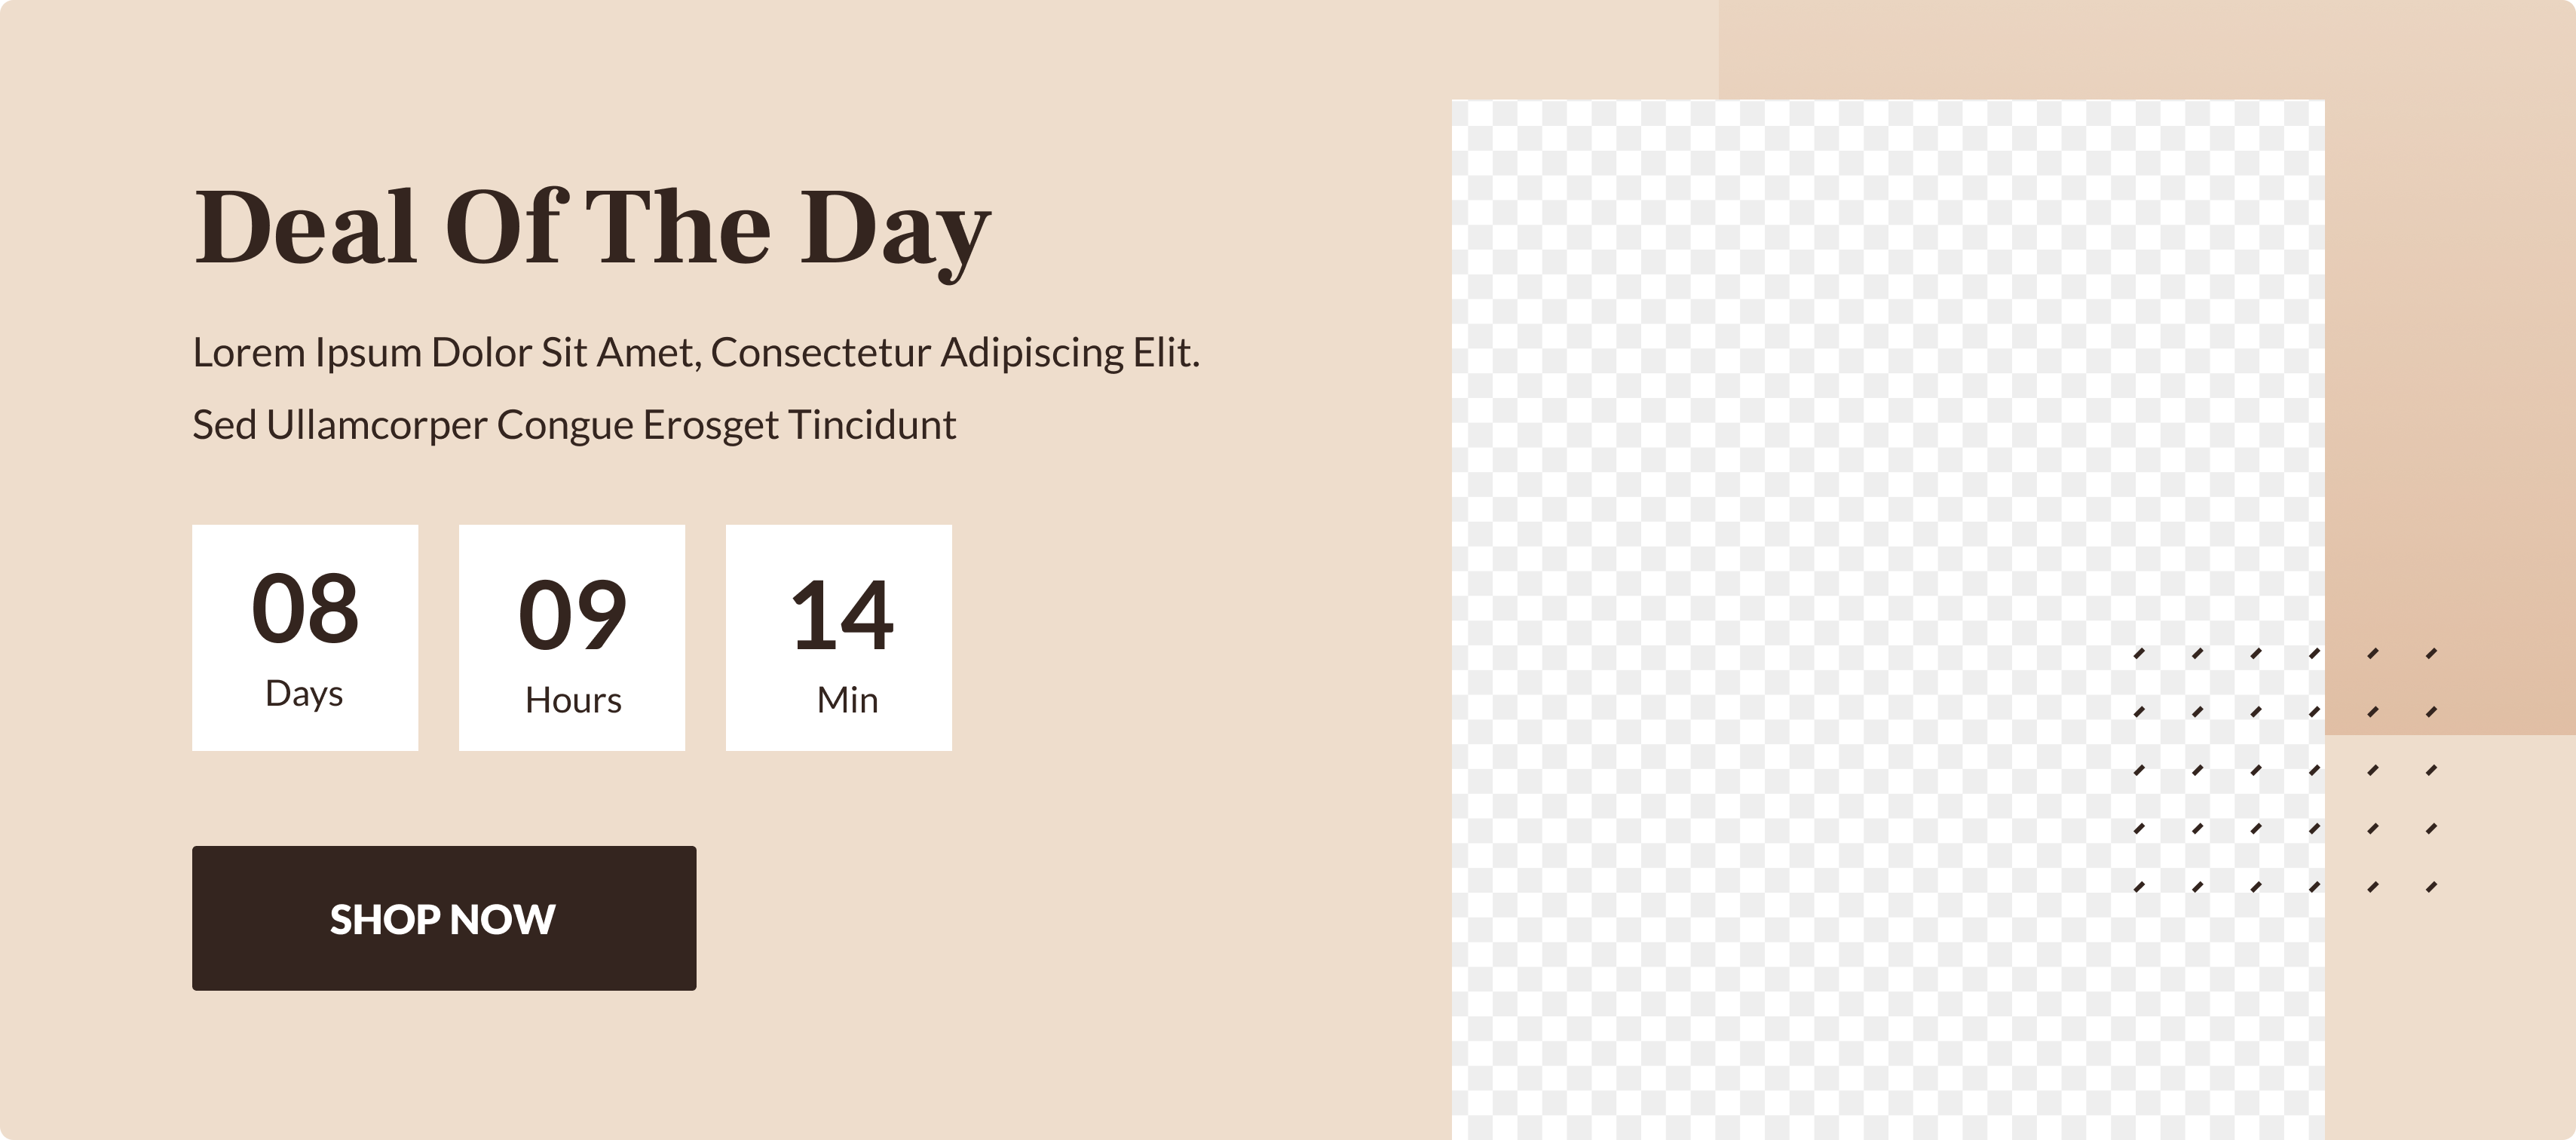 Deal Of The Day
Lorem Ipsum Dolor Sit Amet, Consectetur Adipiscing Elit.
Sed Ullamcorper Congue Erosget Tincidunt
08 09 14
Days Hours Min
SHOP NOW